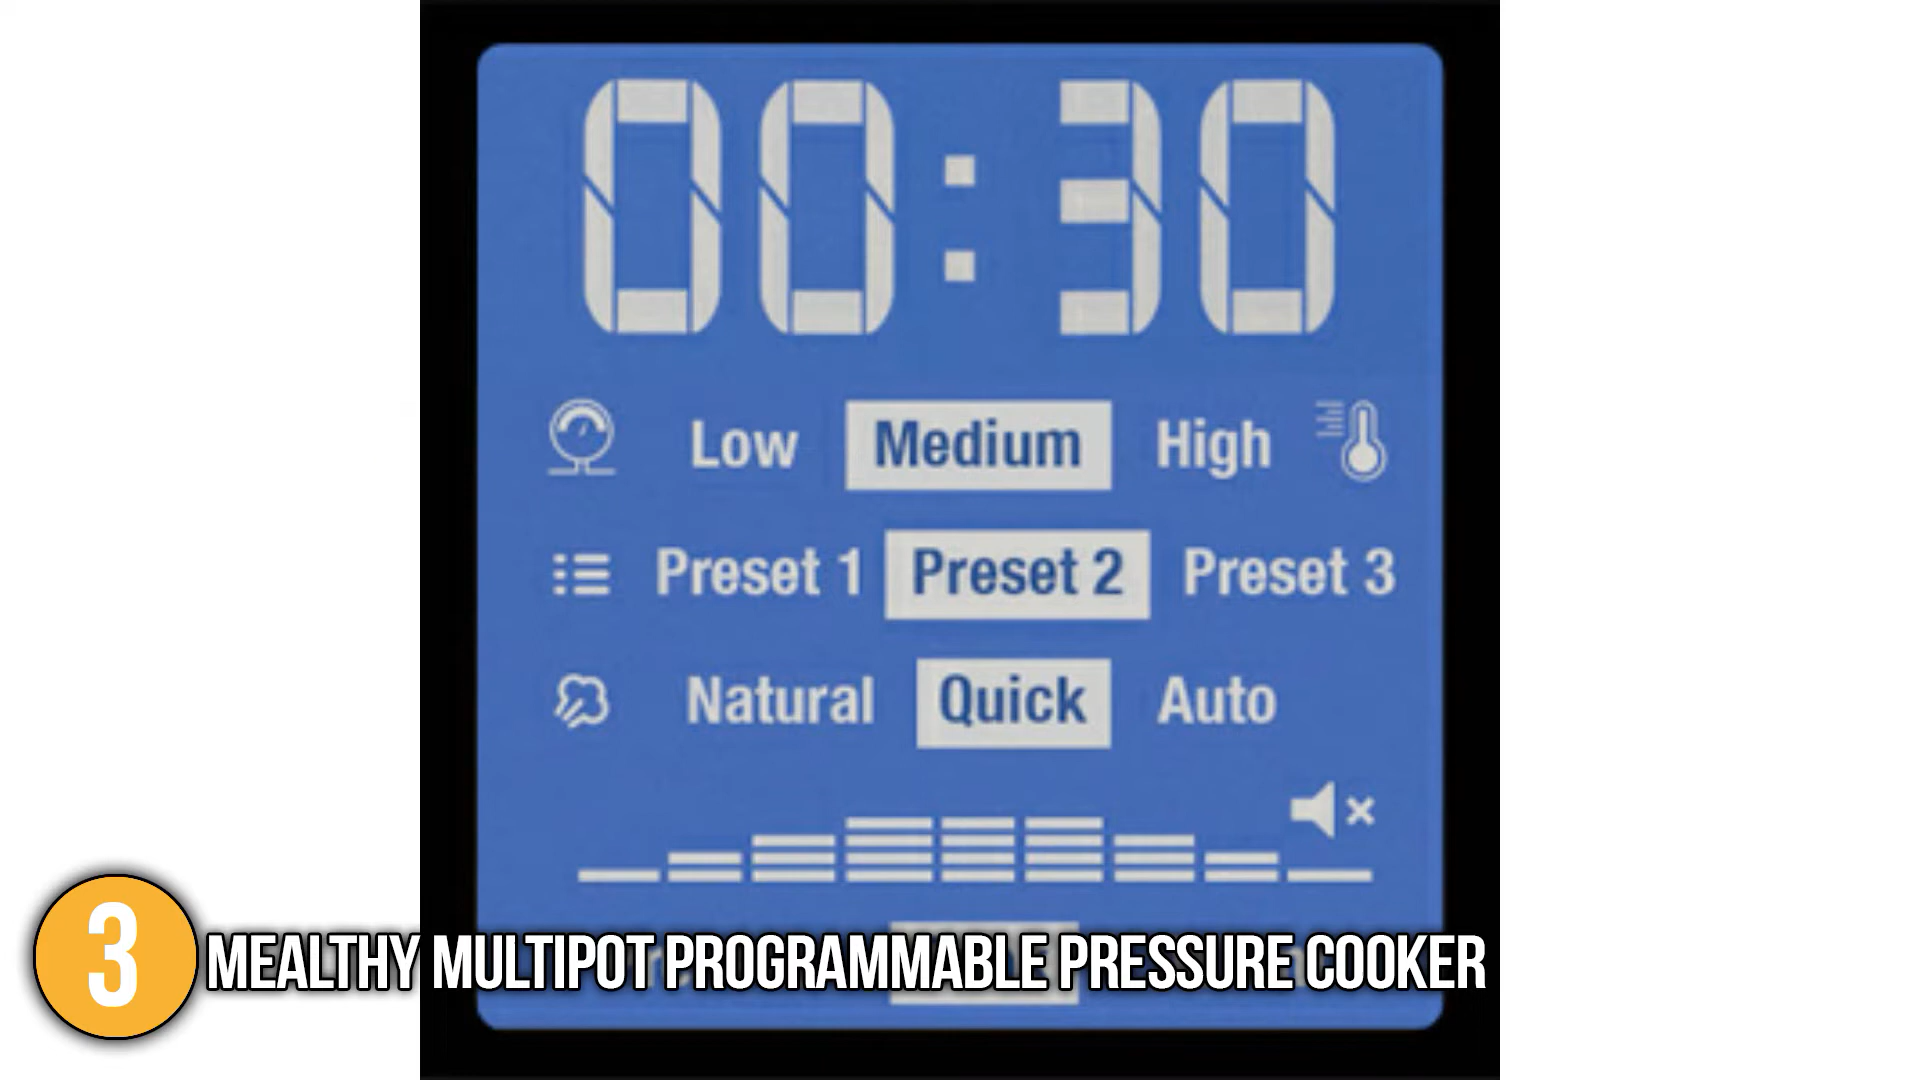 00:30
Low Medium High
Preset 1 Preset 2 Preset 3
Natural Quick Auto
3 MEALTHY MULTIPOT PROGRAMMABLE PRESSURE COOKER